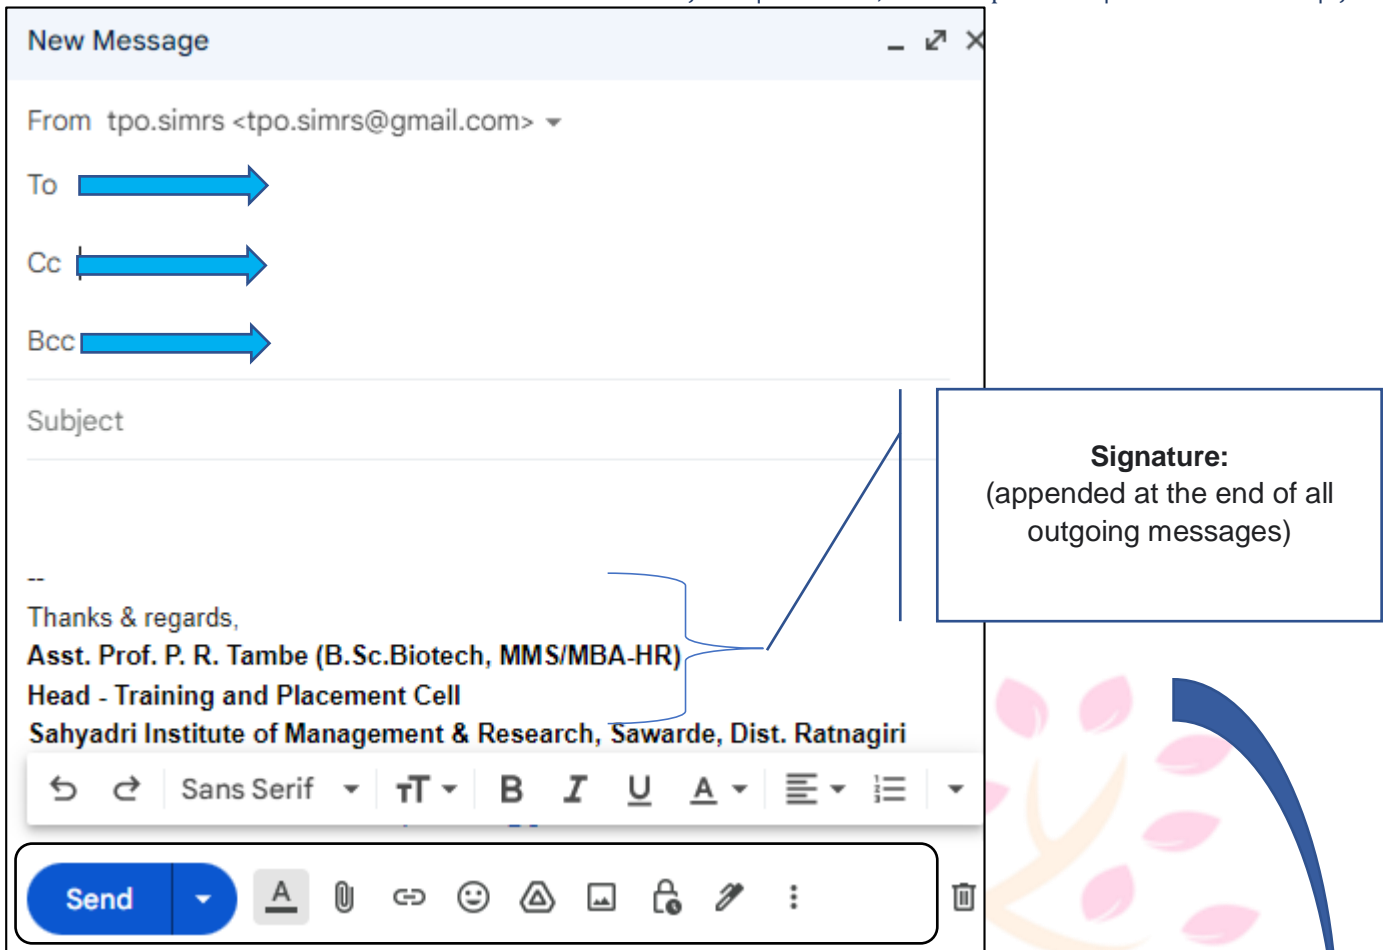 New Message
From tpo.simrs <tpo.simrs@gmail.com>
To
Cc
Bcc
Subject
Signature:
(appended at the end of all
outgoing messages)
--
Thanks & regards,
Asst. Prof. P. R. Tambe (B.Sc.Biotech, MMS/MBA-HR)
Head - Training and Placement Cell
Sahyadri Institute of Management & Research, Sawarde, Dist. Ratnagiri
Sans Serif
Send